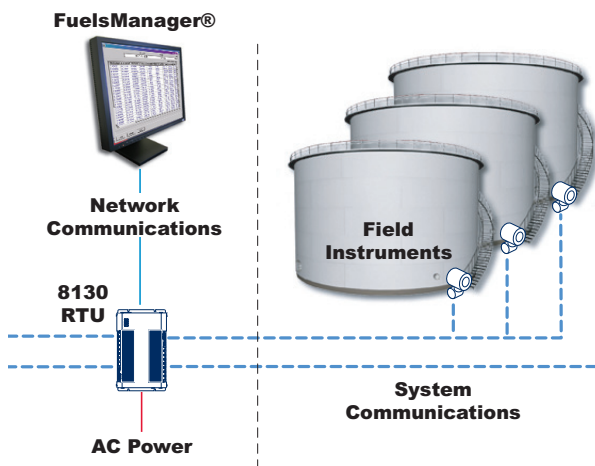 FuelsManager®
Network
Communications
Field
Instruments
8130
RTU
System
Communications
AC Power